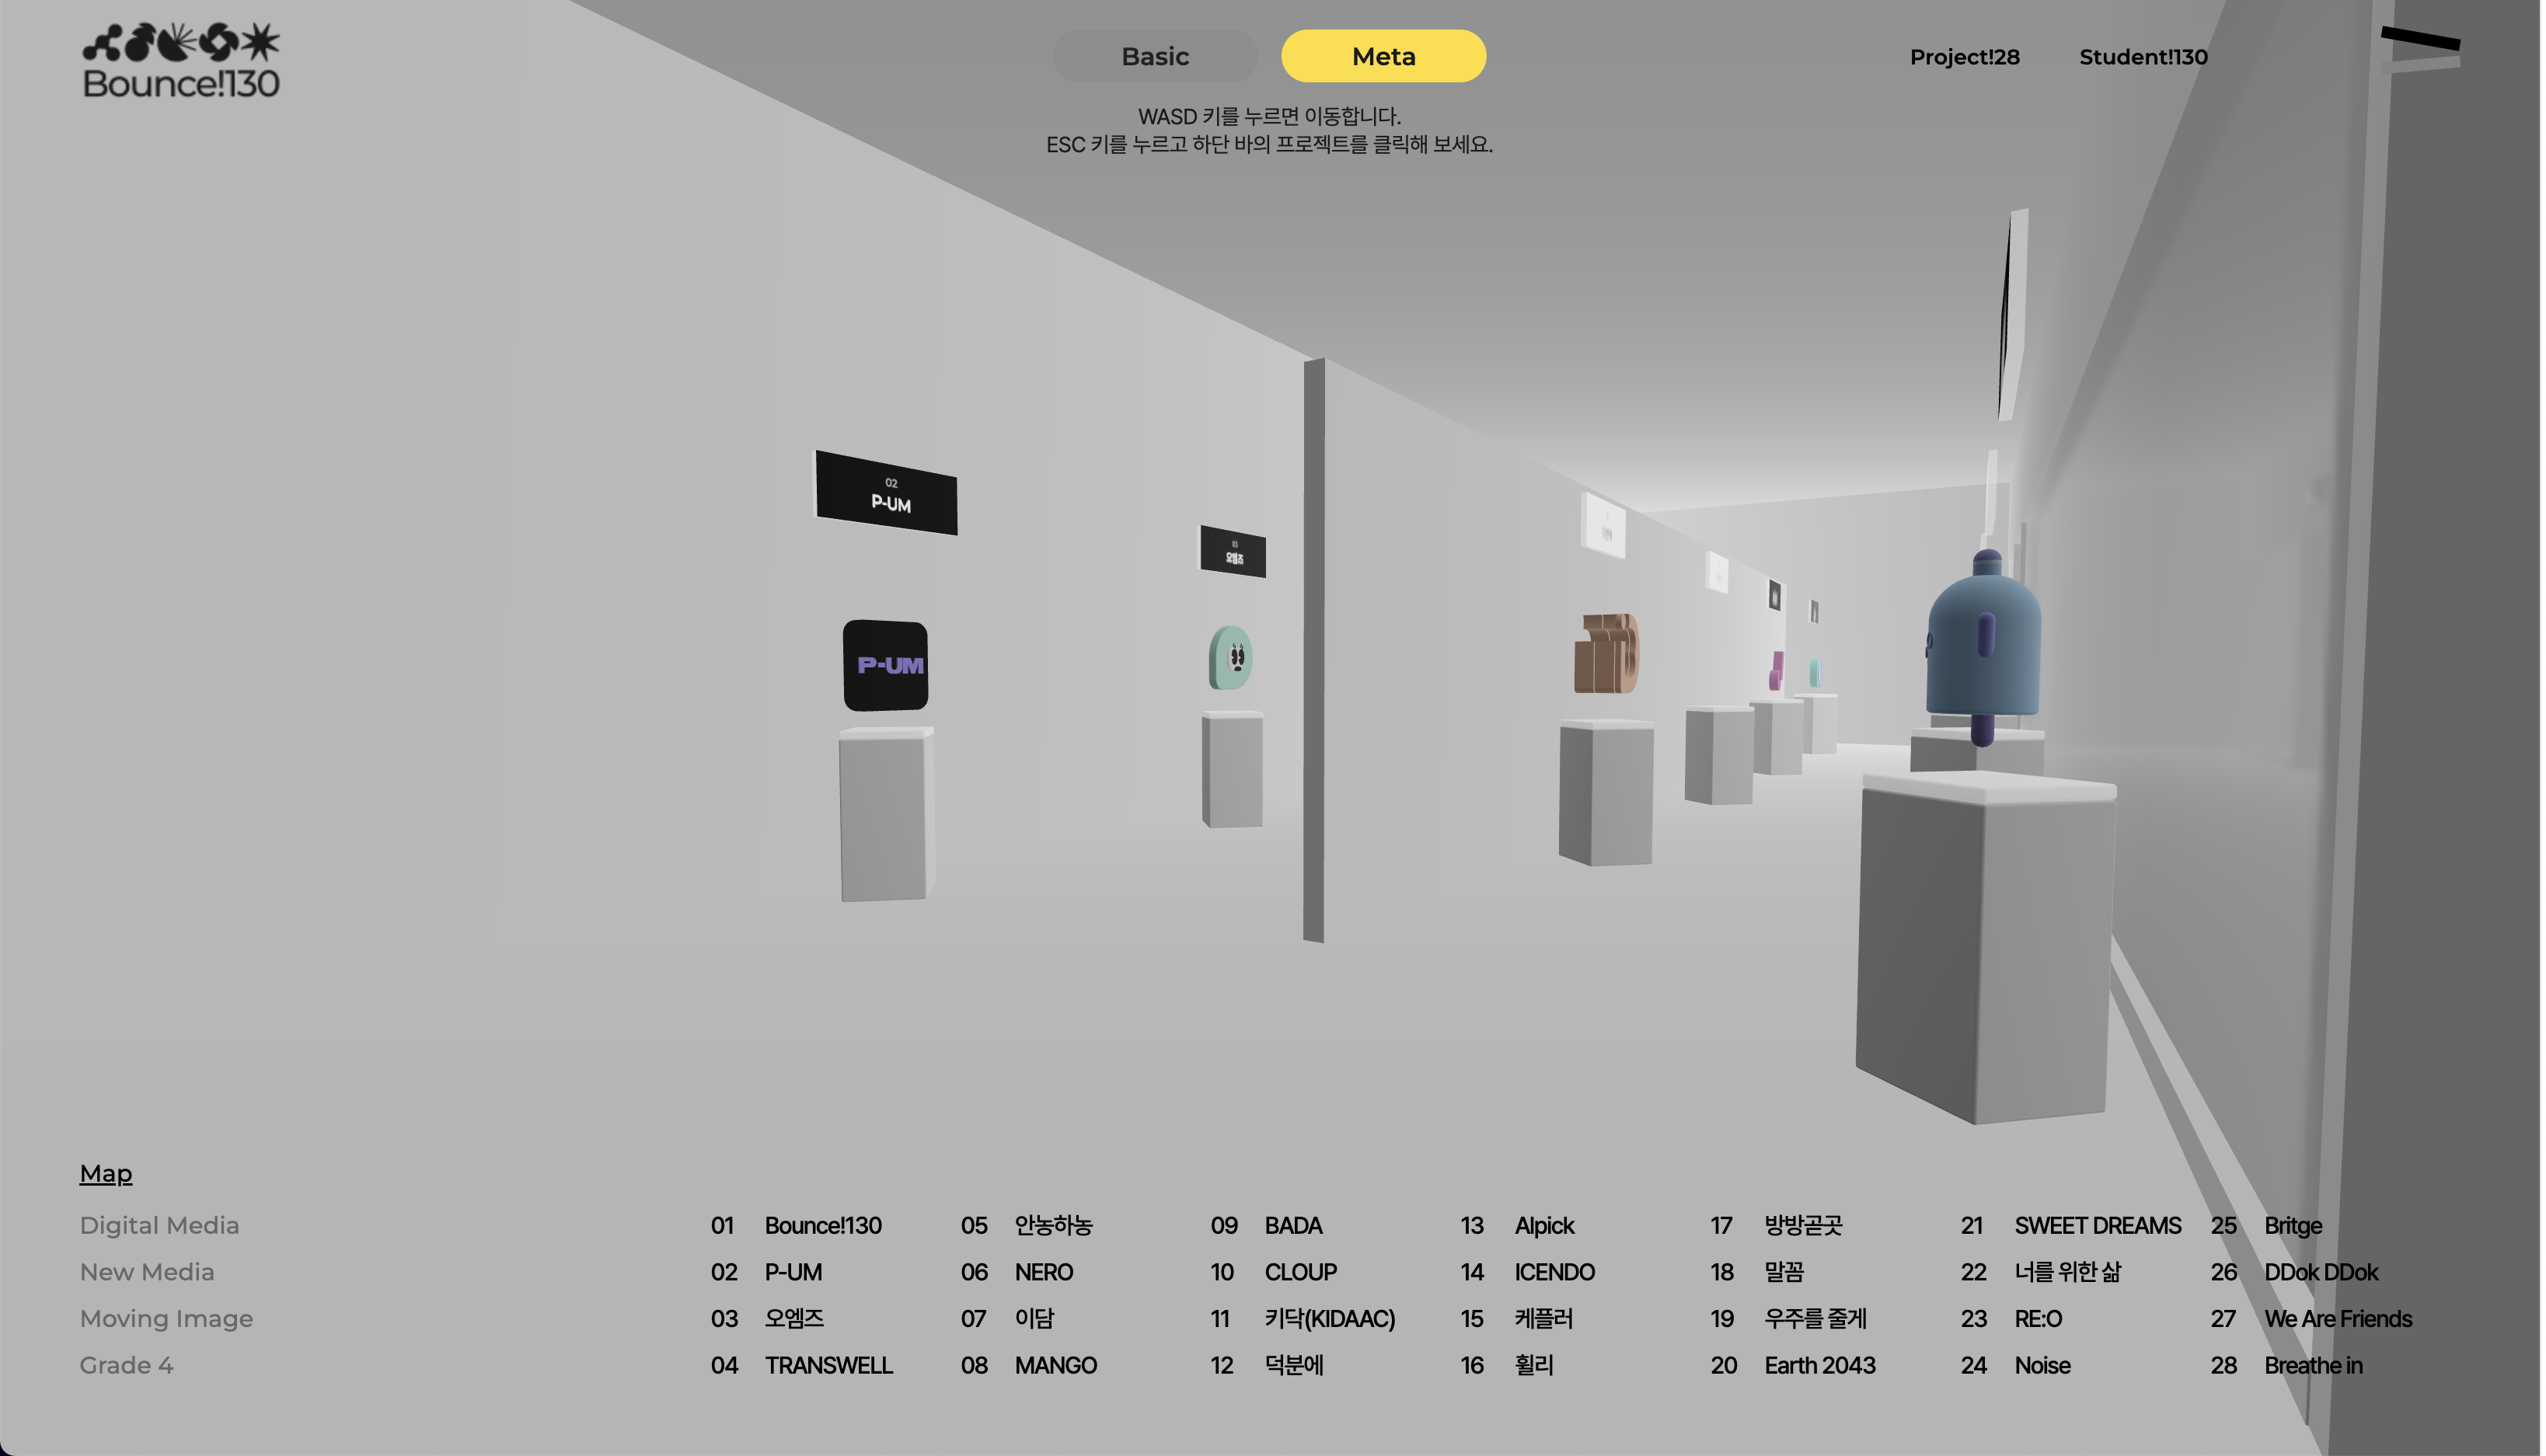 Bounce!130
Basic
Meta
Project!28
Student!130
WASD 키를 누르면 이동합니다.
ESC 키를 누르고 하단 바의 프로젝트를 클릭해 보세요.
02
P-UM
03
오엠즈
P-UM
Map
Digital Media
New Media
Moving Image
Grade 4
01 Bounce!130
02 P-UM
03 오엠즈
04 TRANSWELL
05 안농하농
06 NERO
07 이담
08 MANGO
09 BADA
10 CLOUP
11 키닥(KIDAAC)
12 덕분에
13 Alpick
14 ICENDO
15 케플러
16 휠리
17 방방곧곳
18 말꼼
19 우주를 줄게
20 Earth 2043
21 SWEET DREAMS
22 너를 위한 삶
23 RE:O
24 Noise
25 Britge
26 DDok DDok
27 We Are Friends
28 Breathe in